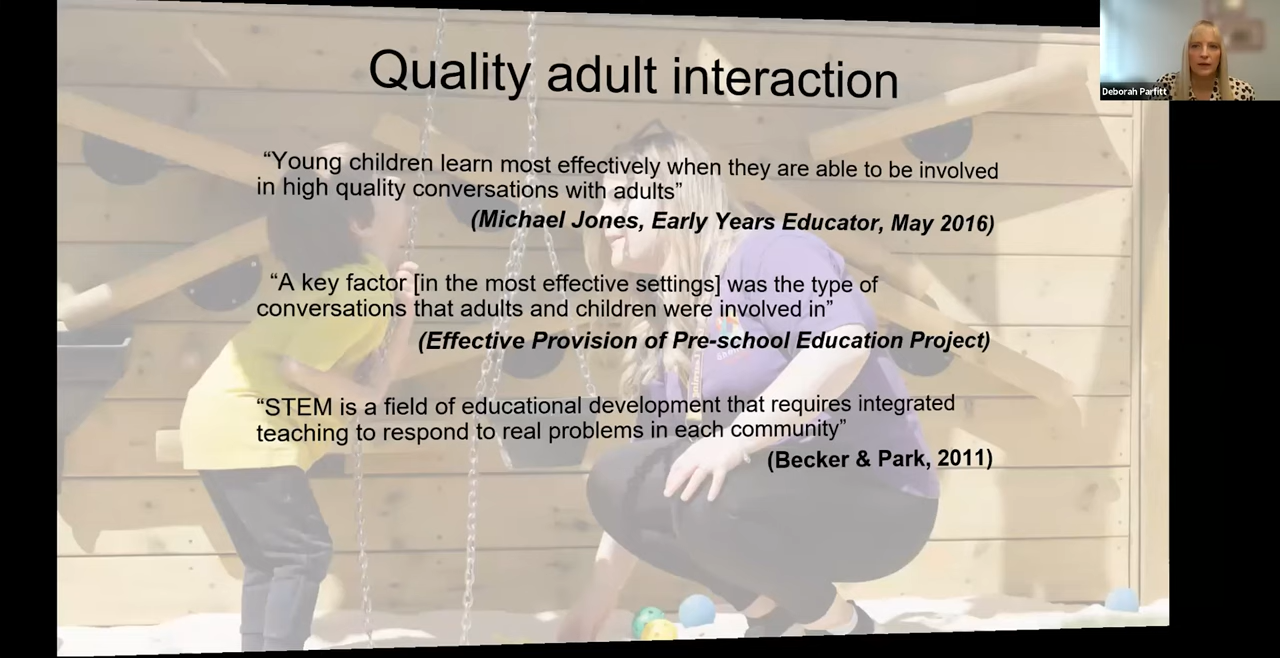 Quality adult interaction
Deborah Parfitt
“Young children learn most effectively when they are able to be involved
in high quality conversations with adults”
(Michael Jones, Early Years Educator, May 2016)
“A key factor [in the most effective settings] was the type of
conversations that adults and children were involved in”
(Effective Provision of Pre-school Education Project)
“STEM is a field of educational development that requires integrated
teaching to respond to real problems in each community”
(Becker & Park, 2011)